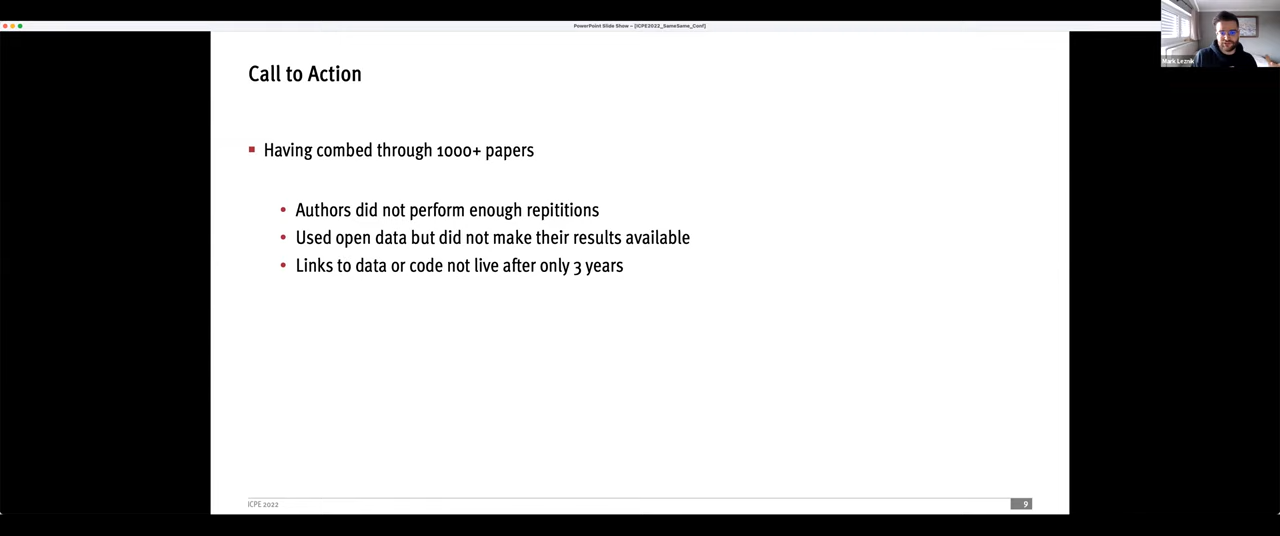 PowerPoint Slide Show – [ICPE2022_SameSame_Conf]
Mark Leznik
Call to Action
Having combed through 1000+ papers
Authors did not perform enough repititions
Used open data but did not make their results available
Links to data or code not live after only 3 years
ICPE 2022
9